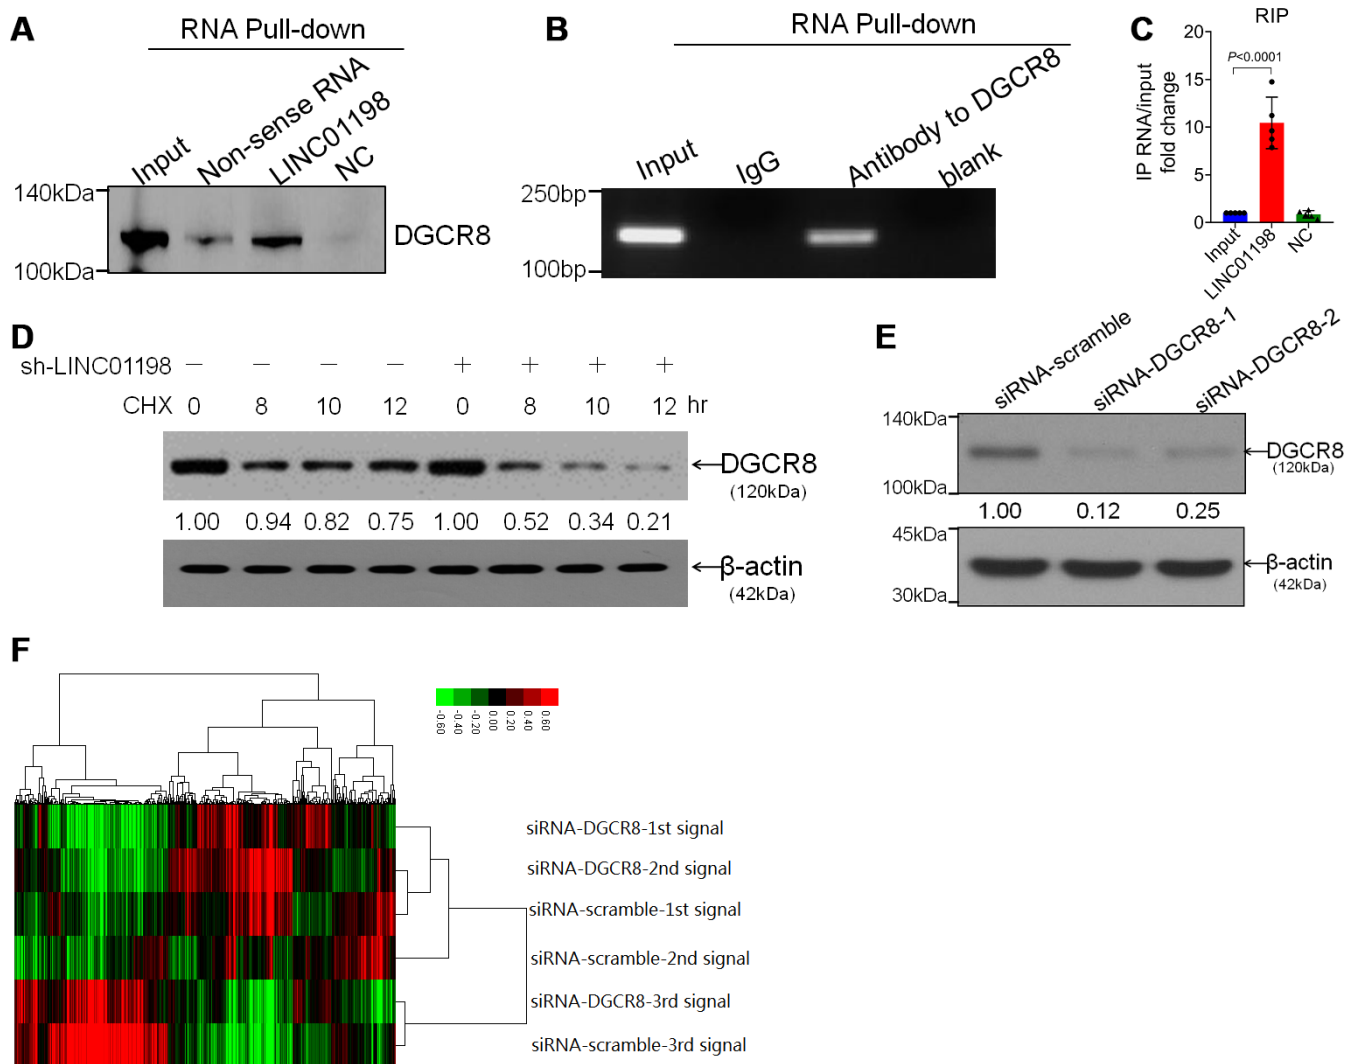 A
RNA Pull-down
Input
Non-sense RNA
LINC01198
NC
140kDa
100kDa
DGCR8
B
RNA Pull-down
Input
IgG
Antibody to DGCR8
blank
250bp
100bp
C
RIP
IP RNA/input
fold change
20
15
10
5
0
P<0.0001
Input
LINC01198
NC
D
sh-LINC01198 — — — — + + + +
CHX 0 8 10 12 0 8 10 12 hr
DGCR8
(120kDa)
1.00 0.94 0.82 0.75 1.00 0.52 0.34 0.21
β-actin
(42kDa)
E
siRNA-scramble
siRNA-DGCR8-1
siRNA-DGCR8-2
140kDa
100kDa
DGCR8
(120kDa)
1.00 0.12 0.25
45kDa
30kDa
β-actin
(42kDa)
F
-0.60
-0.40
-0.20
0.00
0.20
0.40
0.60
siRNA-DGCR8-1st signal
siRNA-DGCR8-2nd signal
siRNA-scramble-1st signal
siRNA-scramble-2nd signal
siRNA-DGCR8-3rd signal
siRNA-scramble-3rd signal